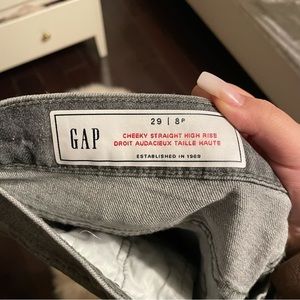 29 | 8P
GAP
CHEEKY STRAIGHT HIGH RISE
DROIT AUDACIEUX TAILLE HAUTE
ESTABLISHED IN 1969